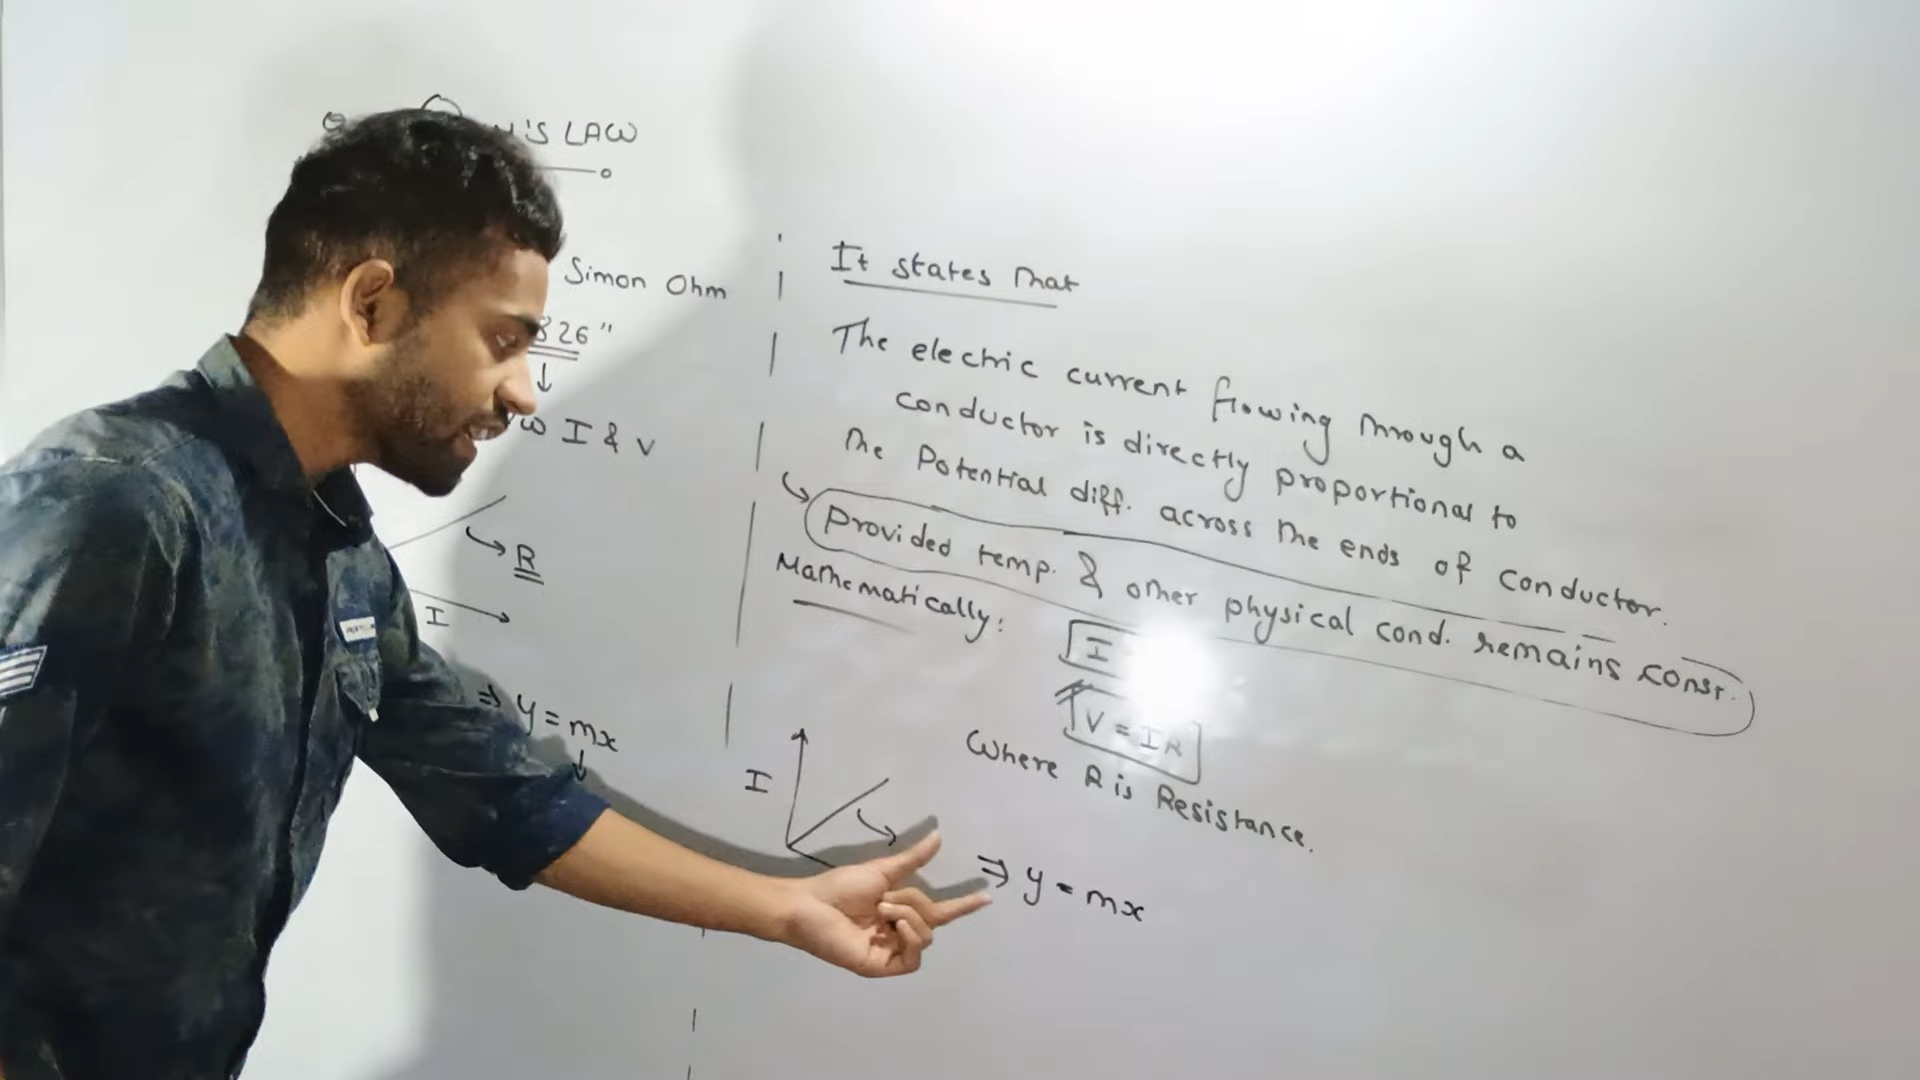 'S LAW
Simon Ohm
826"
↓
I & V
R
I
⇒ y = mx
↓
It states that
The electric current flowing through a
conductor is directly proportional to
the Potential diff. across the ends of conductor.
Provided temp. & other physical cond. remains const.
Mathematically:
I
V = IR
Where R is Resistance.
I
⇒ y = mx